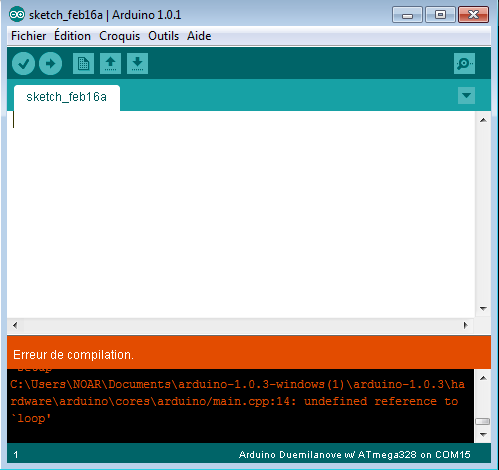 sketch_feb16a | Arduino 1.0.1
Fichier Édition Croquis Outils Aide
sketch_feb16a
Erreur de compilation.
C:\Users\NOAR\Documents\arduino-1.0.3-windows(1)\arduino-1.0.3\ha
rdware\arduino\cores\arduino/main.cpp:14: undefined reference to
`loop'
1 Arduino Duemilanove w/ ATmega328 on COM15